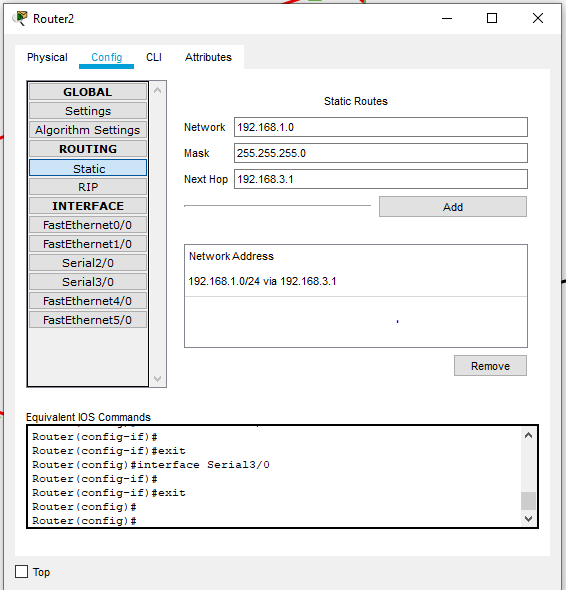 Router2
Physical Config CLI Attributes
GLOBAL
Settings
Algorithm Settings
ROUTING
Static
RIP
INTERFACE
FastEthernet0/0
FastEthernet1/0
Serial2/0
Serial3/0
FastEthernet4/0
FastEthernet5/0
Static Routes
Network 192.168.1.0
Mask 255.255.255.0
Next Hop 192.168.3.1
Add
Network Address
192.168.1.0/24 via 192.168.3.1
Remove
Equivalent IOS Commands
Router(config-if)#
Router(config-if)#exit
Router(config)#interface Serial3/0
Router(config-if)#
Router(config-if)#exit
Router(config)#
Router(config)#
Top